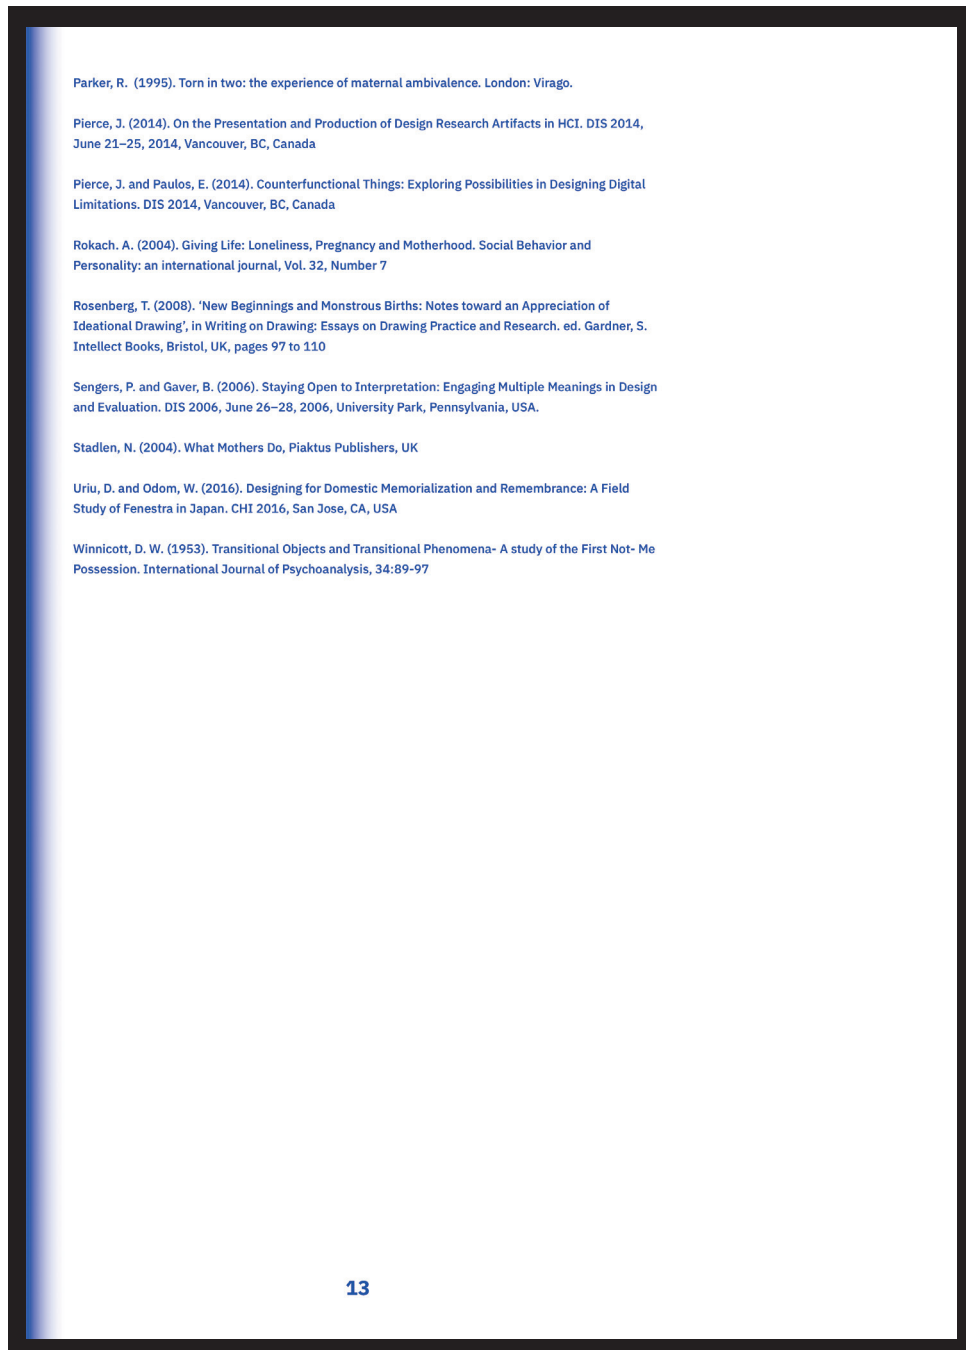 Parker, R.  (1995). Torn in two: the experience of maternal ambivalence. London: Virago.
Pierce, J. (2014). On the Presentation and Production of Design Research Artifacts in HCI. DIS 2014,
June 21–25, 2014, Vancouver, BC, Canada
Pierce, J. and Paulos, E. (2014). Counterfunctional Things: Exploring Possibilities in Designing Digital
Limitations. DIS 2014, Vancouver, BC, Canada
Rokach. A. (2004). Giving Life: Loneliness, Pregnancy and Motherhood. Social Behavior and
Personality: an international journal, Vol. 32, Number 7
Rosenberg, T. (2008). ‘New Beginnings and Monstrous Births: Notes toward an Appreciation of
Ideational Drawing’, in Writing on Drawing: Essays on Drawing Practice and Research. ed. Gardner, S.
Intellect Books, Bristol, UK, pages 97 to 110
Sengers, P. and Gaver, B. (2006). Staying Open to Interpretation: Engaging Multiple Meanings in Design
and Evaluation. DIS 2006, June 26–28, 2006, University Park, Pennsylvania, USA.
Stadlen, N. (2004). What Mothers Do, Piaktus Publishers, UK
Uriu, D. and Odom, W. (2016). Designing for Domestic Memorialization and Remembrance: A Field
Study of Fenestra in Japan. CHI 2016, San Jose, CA, USA
Winnicott, D. W. (1953). Transitional Objects and Transitional Phenomena- A study of the First Not- Me
Possession. International Journal of Psychoanalysis, 34:89-97
13